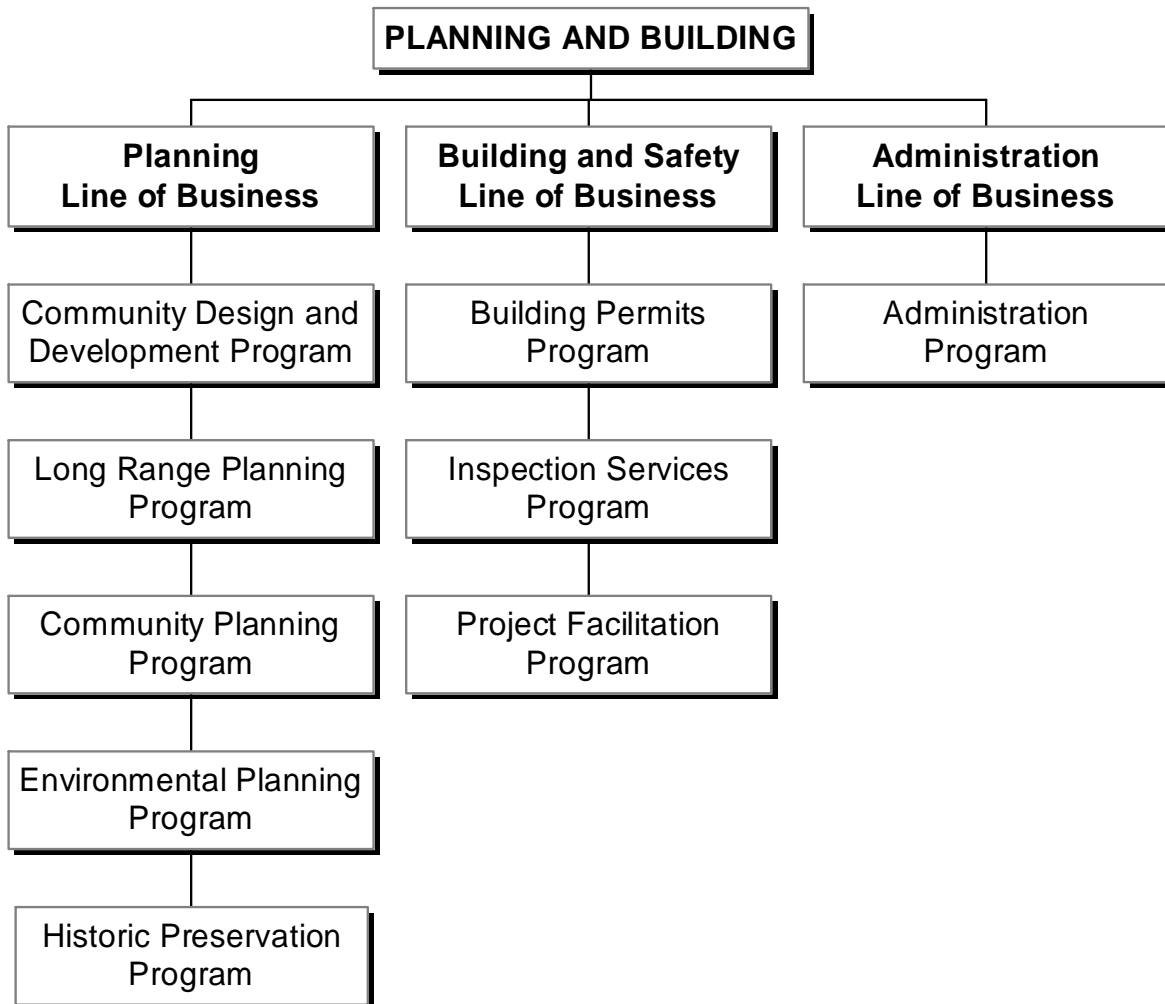 PLANNING AND BUILDING
Planning
Line of Business
Building and Safety
Line of Business
Administration
Line of Business
Community Design and
Development Program
Building Permits
Program
Administration
Program
Long Range Planning
Program
Inspection Services
Program
Community Planning
Program
Project Facilitation
Program
Environmental Planning
Program
Historic Preservation
Program